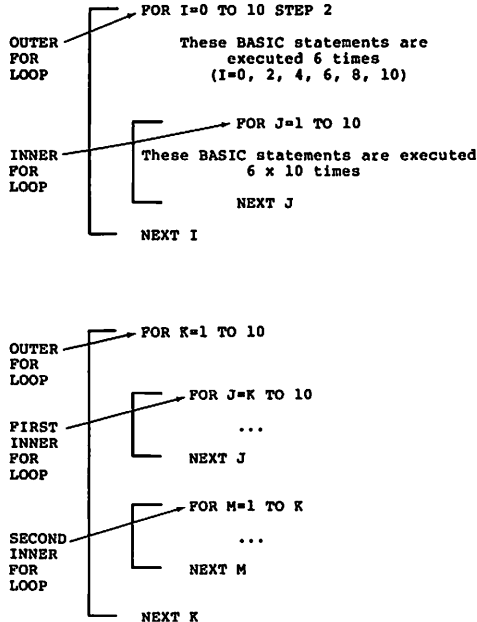 FOR I=0 TO 10 STEP 2
OUTER
FOR
LOOP
These BASIC statements are
executed 6 times
(I=0, 2, 4, 6, 8, 10)
FOR J=1 TO 10
INNER
FOR
LOOP
These BASIC statements are executed
6 x 10 times
NEXT J
NEXT I
FOR K=1 TO 10
OUTER
FOR
LOOP
FOR J=K TO 10
FIRST
INNER
FOR
LOOP
...
NEXT J
FOR M=1 TO K
SECOND
INNER
FOR
LOOP
...
NEXT M
NEXT K